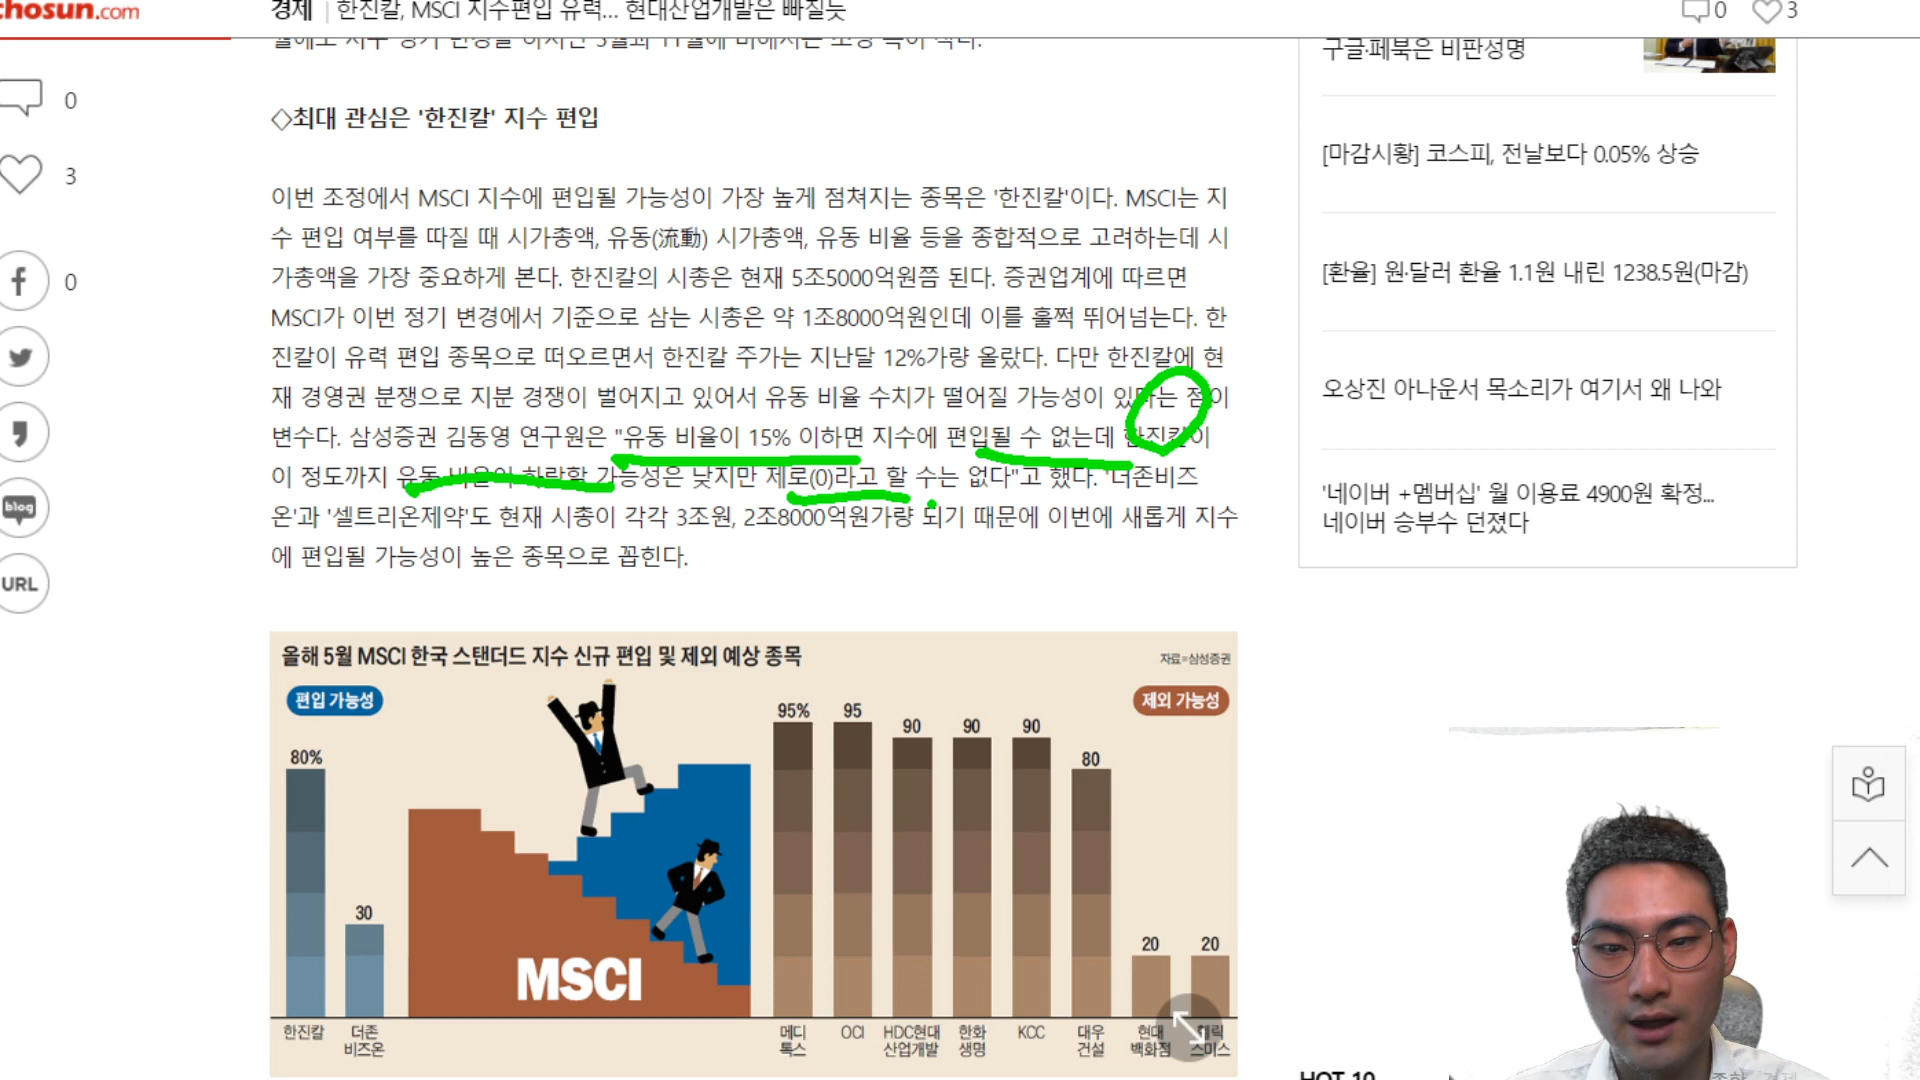 chosun.com
경제 | 한진칼, MSCI 지수편입 유력... 현대산업개발은 빠질듯
0
3
0
3
0
blog
URL
◇최대 관심은 '한진칼' 지수 편입
이번 조정에서 MSCI 지수에 편입될 가능성이 가장 높게 점쳐지는 종목은 '한진칼'이다. MSCI는 지
수 편입 여부를 따질 때 시가총액, 유동(流動) 시가총액, 유동 비율 등을 종합적으로 고려하는데 시
가총액을 가장 중요하게 본다. 한진칼의 시총은 현재 5조5000억원쯤 된다. 증권업계에 따르면
MSCI가 이번 정기 변경에서 기준으로 삼는 시총은 약 1조8000억원인데 이를 훌쩍 뛰어넘는다. 한
진칼이 유력 편입 종목으로 떠오르면서 한진칼 주가는 지난달 12%가량 올랐다. 다만 한진칼에 현
재 경영권 분쟁으로 지분 경쟁이 벌어지고 있어서 유동 비율 수치가 떨어질 가능성이 있다는 점이
변수다. 삼성증권 김동영 연구원은 "유동 비율이 15% 이하면 지수에 편입될 수 없는데 한진칼이
이 정도까지 유동 비율이 하락할 가능성은 낮지만 제로(0)라고 할 수는 없다"고 했다. '더존비즈
온'과 '셀트리온제약'도 현재 시총이 각각 3조원, 2조8000억원가량 되기 때문에 이번에 새롭게 지수
에 편입될 가능성이 높은 종목으로 꼽힌다.
올해 5월 MSCI 한국 스탠더드 지수 신규 편입 및 제외 예상 종목
자료=삼성증권
편입 가능성
제외 가능성
80%
30
MSCI
95%
95
90
90
90
80
20
20
한진칼
더존
비즈온
메디
톡스
OCI
HDC현대
산업개발
한화
생명
KCC
대우
건설
현대
백화점
스미스
구글·페북은 비판성명
[마감시황] 코스피, 전날보다 0.05% 상승
[환율] 원·달러 환율 1.1원 내린 1238.5원(마감)
오상진 아나운서 목소리가 여기서 왜 나와
'네이버 +멤버십' 월 이용료 4900원 확정...
네이버 승부수 던졌다
HOT 10